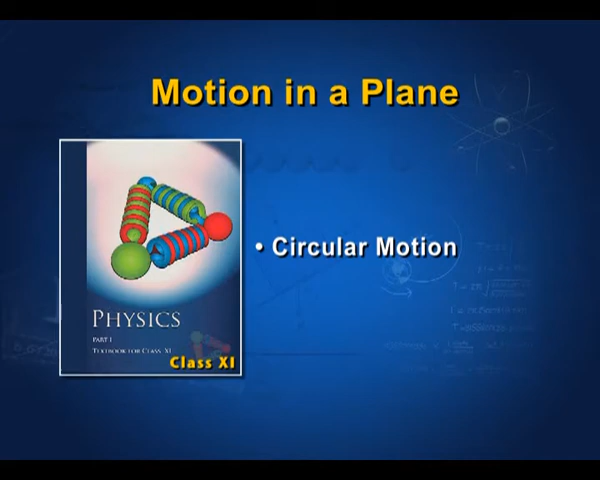 Motion in a Plane
• Circular Motion
PHYSICS
PART I
TEXTBOOK FOR CLASS XI
Class XI